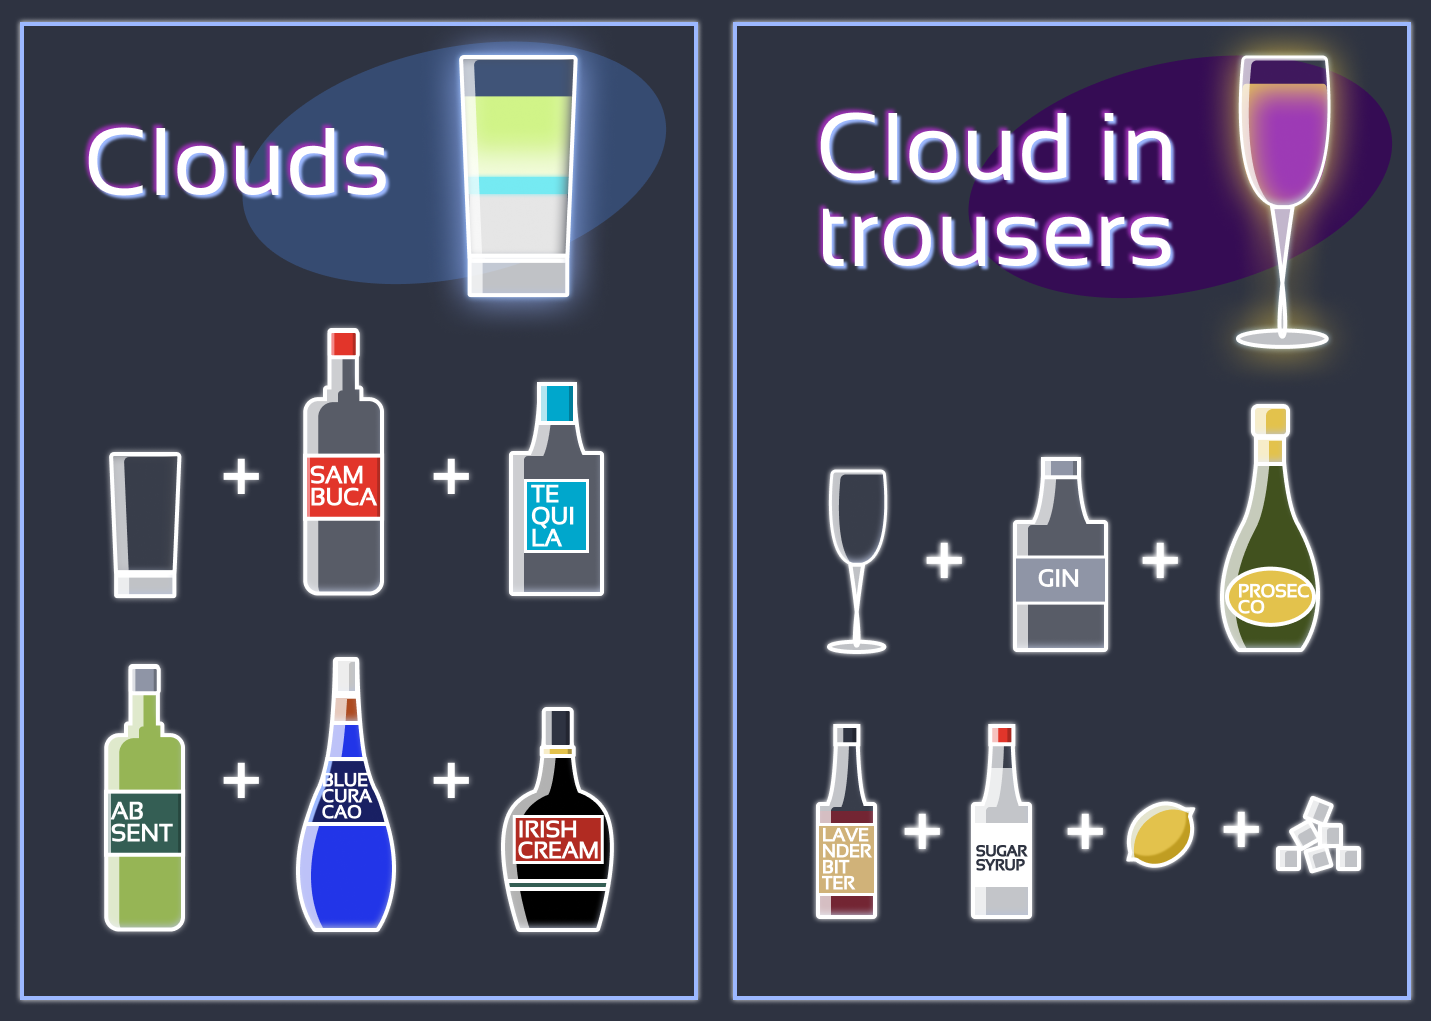 Clouds
SAM
BUCA
TE
QUI
LA
AB
SENT
BLUE
CURA
CAO
IRISH
CREAM
Cloud in
trousers
GIN
PROSEC
CO
LAVE
NDER
BIT
TER
SUGAR
SYRUP